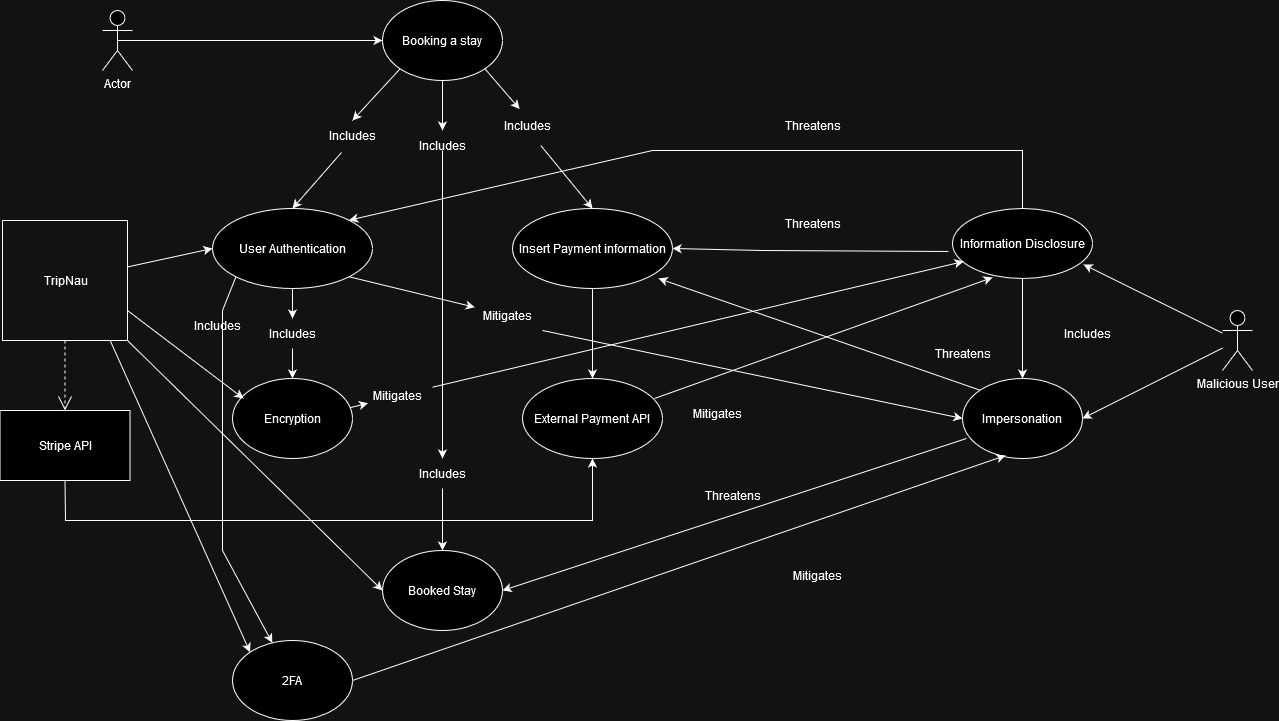 Booking a stay
Actor
Includes
Includes
Includes
Threatens
User Authentication
Insert Payment information
Threatens
Information Disclosure
TripNau
Includes
Includes
Mitigates
Includes
Threatens
Malicious User
Mitigates
Encryption
External Payment API
Mitigates
Impersonation
Stripe API
Includes
Threatens
Booked Stay
Mitigates
2FA